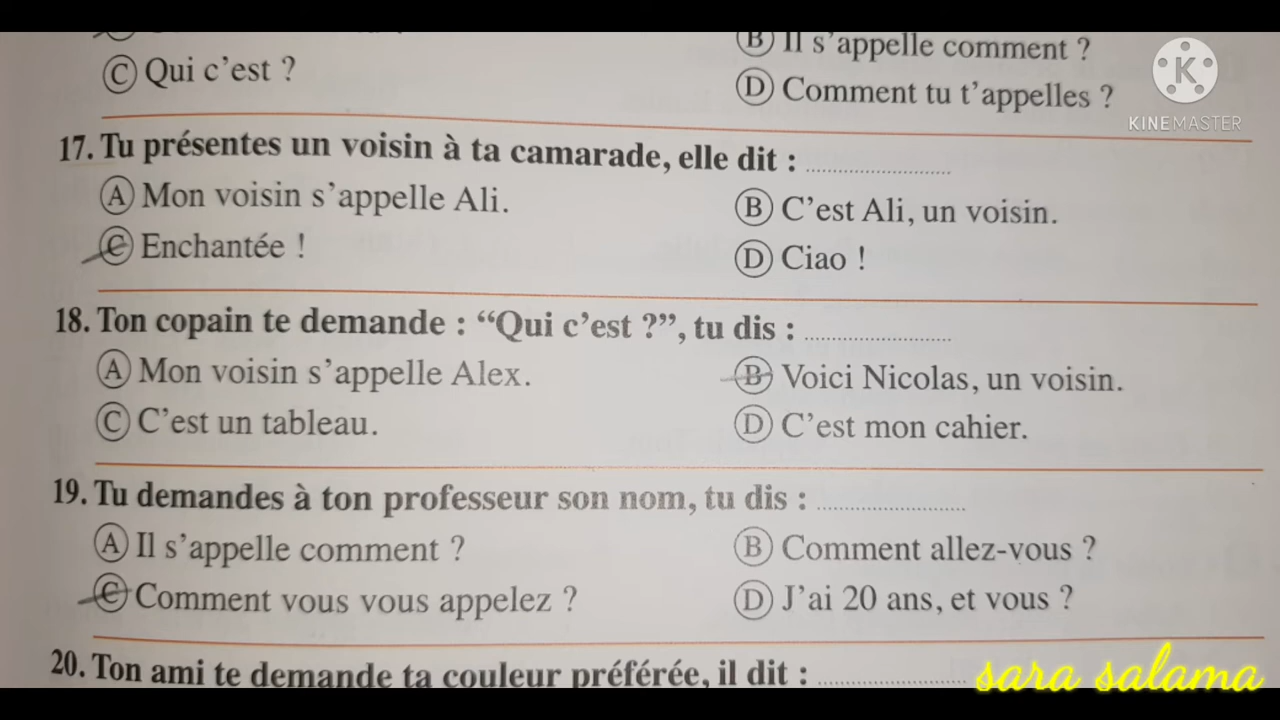 B Il s'appelle comment ?
C Qui c'est ?
D Comment tu t'appelles ?
K
KINEMASTER
17. Tu présentes un voisin à ta camarade, elle dit : ....................
A Mon voisin s'appelle Ali.
B C'est Ali, un voisin.
C Enchantée !
D Ciao !
18. Ton copain te demande : “Qui c'est ?”, tu dis : ....................
A Mon voisin s'appelle Alex.
B Voici Nicolas, un voisin.
C C'est un tableau.
D C'est mon cahier.
19. Tu demandes à ton professeur son nom, tu dis : ....................
A Il s'appelle comment ?
B Comment allez-vous ?
C Comment vous vous appelez ?
D J'ai 20 ans, et vous ?
20. Ton ami te demande ta couleur préférée, il dit : ....................
sara salama